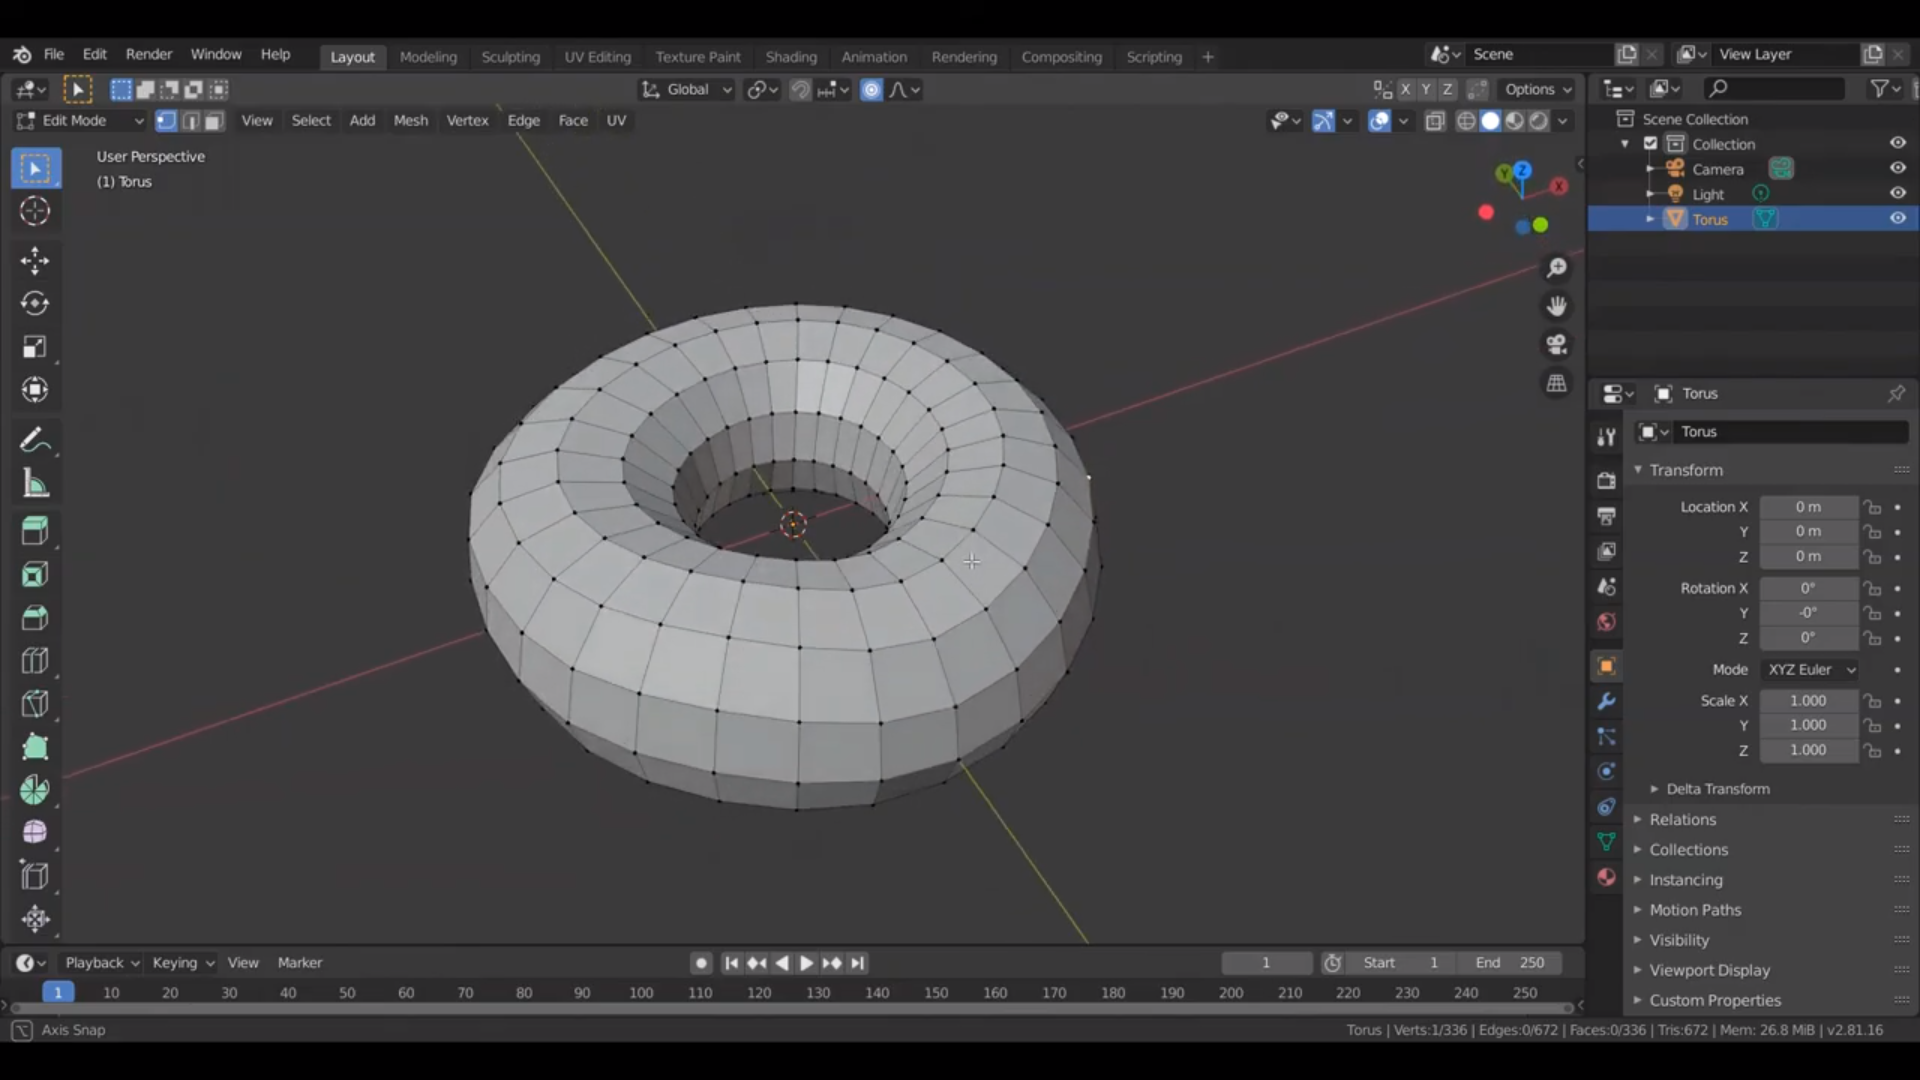 File Edit Render Window Help Layout Modeling Sculpting UV Editing Texture Paint Shading Animation Rendering Compositing Scripting + Scene View Layer
Global X Y Z Options
Edit Mode View Select Add Mesh Vertex Edge Face UV
User Perspective
(1) Torus
Y Z X
Scene Collection
Collection
Camera
Light
Torus
Torus
Torus
Transform
Location X 0 m
Y 0 m
Z 0 m
Rotation X 0°
Y -0°
Z 0°
Mode XYZ Euler
Scale X 1.000
Y 1.000
Z 1.000
Delta Transform
Relations
Collections
Instancing
Motion Paths
Visibility
Viewport Display
Custom Properties
Playback Keying View Marker 1 Start 1 End 250
1 10 20 30 40 50 60 70 80 90 100 110 120 130 140 150 160 170 180 190 200 210 220 230 240 250
Axis Snap Torus | Verts:1/336 | Edges:0/672 | Faces:0/336 | Tris:672 | Mem: 26.8 MiB | v2.81.16